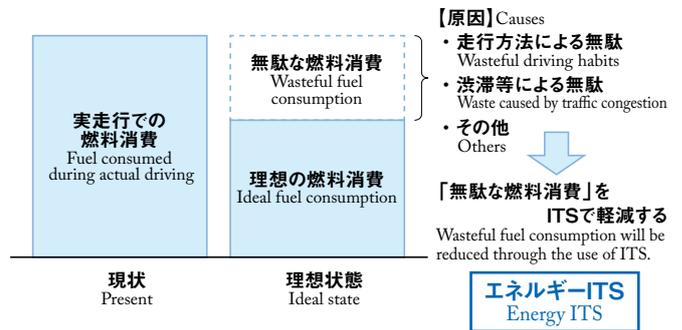 実走行での
燃料消費
Fuel consumed
during actual driving
現状
Present
無駄な燃料消費
Wasteful fuel
consumption
理想の燃料消費
Ideal fuel consumption
理想状態
Ideal state
【原因】Causes
・走行方法による無駄
Wasteful driving habits
・渋滞等による無駄
Waste caused by traffic congestion
・その他
Others
「無駄な燃料消費」を
ITSで軽減する
Wasteful fuel consumption will be
reduced through the use of ITS.
エネルギーITS
Energy ITS